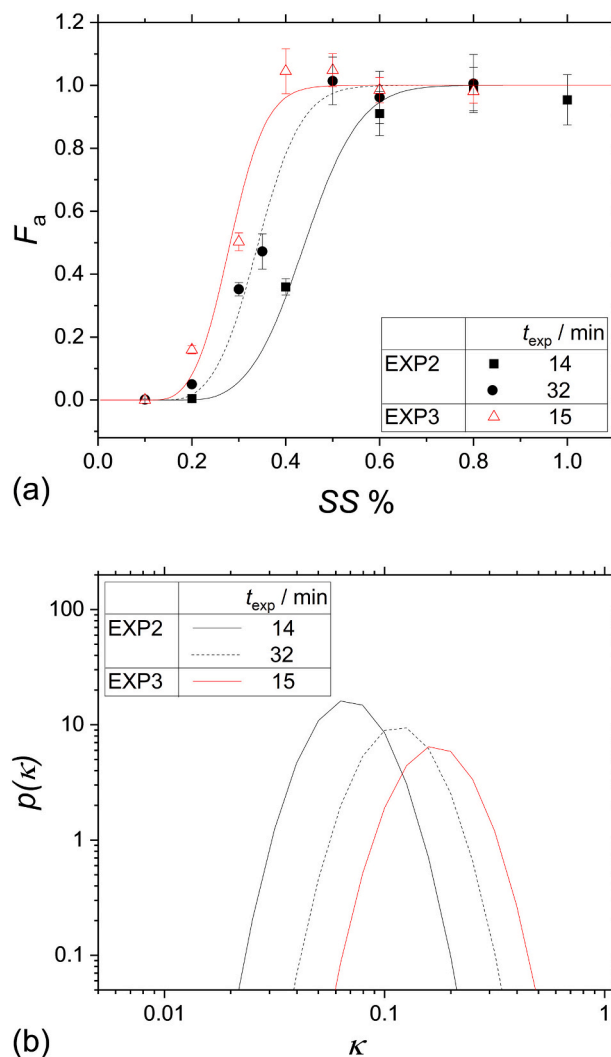 1.2
1.0
0.8
0.6
0.4
0.2
0.0
Fa
t_exp / min
EXP2 14
32
EXP3 15
0.0 0.2 0.4 0.6 0.8 1.0
SS %
(a)
t_exp / min
EXP2 14
32
EXP3 15
100
10
1
0.1
p(κ)
0.01 0.1 1
κ
(b)